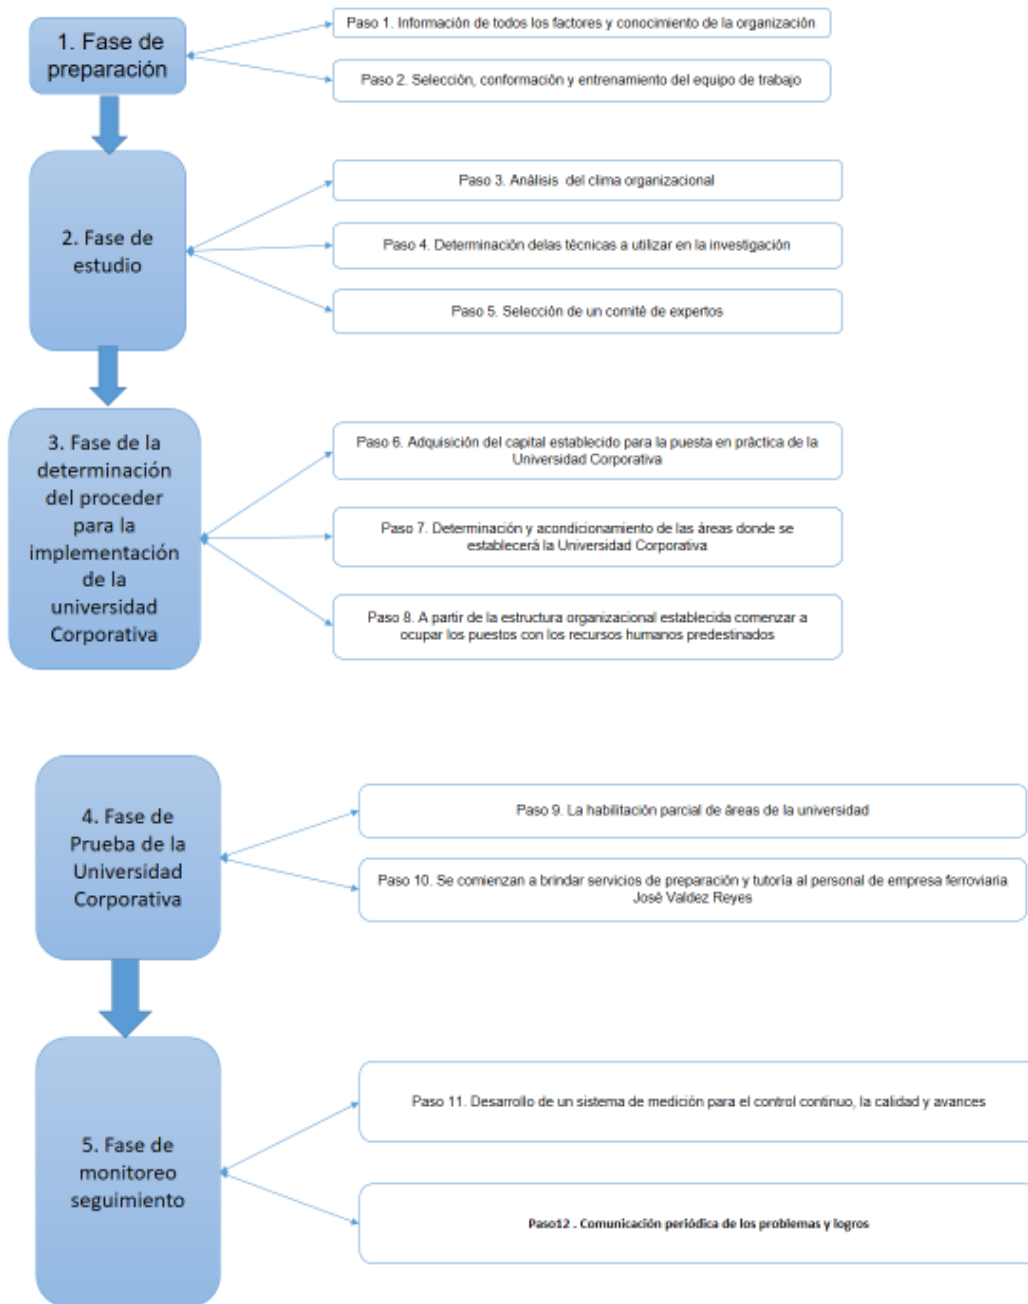 1. Fase de
preparación
Paso 1. Información de todos los factores y conocimiento de la organización
Paso 2. Selección, conformación y entrenamiento del equipo de trabajo
2. Fase de
estudio
Paso 3. Análisis del clima organizacional
Paso 4. Determinación delas técnicas a utilizar en la investigación
Paso 5. Selección de un comité de expertos
3. Fase de la
determinación
del proceder
para la
implementación
de la
universidad
Corporativa
Paso 6. Adquisición del capital establecido para la puesta en práctica de la
Universidad Corporativa
Paso 7. Determinación y acondicionamiento de las áreas donde se
establecerá la Universidad Corporativa
Paso 8. A partir de la estructura organizacional establecida comenzar a
ocupar los puestos con los recursos humanos predestinados
4. Fase de
Prueba de la
Universidad
Corporativa
Paso 9. La habilitación parcial de áreas de la universidad
Paso 10. Se comienzan a brindar servicios de preparación y tutoría al personal de empresa ferroviaria
José Valdez Reyes
5. Fase de
monitoreo
seguimiento
Paso 11. Desarrollo de un sistema de medición para el control continuo, la calidad y avances
Paso12 . Comunicación periódica de los problemas y logros